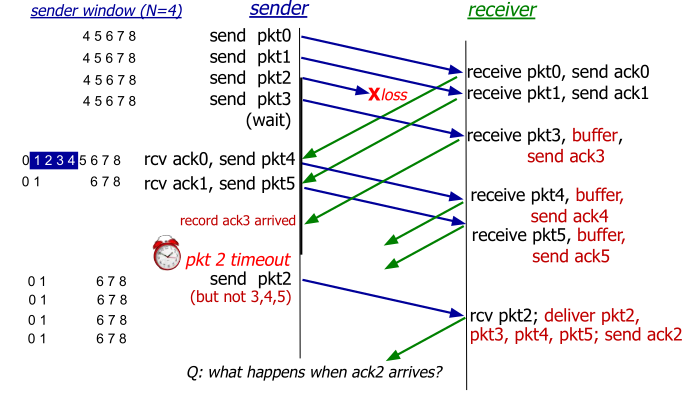 sender window (N=4) sender receiver
4 5 6 7 8 send pkt0
4 5 6 7 8 send pkt1
4 5 6 7 8 send pkt2
4 5 6 7 8 send pkt3
(wait)
X loss
receive pkt0, send ack0
receive pkt1, send ack1
receive pkt3, buffer,
send ack3
0 1 2 3 4 5 6 7 8 rcv ack0, send pkt4
0 1 6 7 8 rcv ack1, send pkt5
record ack3 arrived
receive pkt4, buffer,
send ack4
receive pkt5, buffer,
send ack5
pkt 2 timeout
0 1 6 7 8 send pkt2
0 1 6 7 8 (but not 3,4,5)
0 1 6 7 8
0 1 6 7 8
rcv pkt2; deliver pkt2,
pkt3, pkt4, pkt5; send ack2
Q: what happens when ack2 arrives?